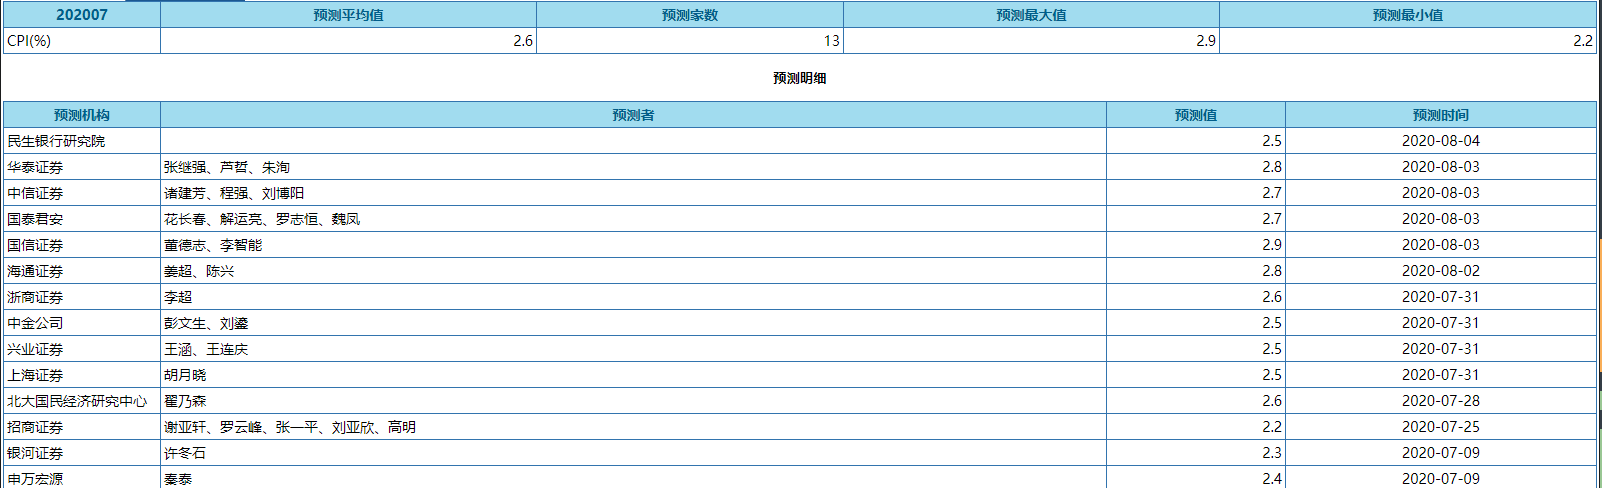 202007 预测平均值 预测家数 预测最大值 预测最小值
CPI(%) 2.6 13 2.9 2.2
预测明细
预测机构 预测者 预测值 预测时间
民生银行研究院 2.5 2020-08-04
华泰证券 张继强、芦哲、朱洵 2.8 2020-08-03
中信证券 诸建芳、程强、刘博阳 2.7 2020-08-03
国泰君安 花长春、解运亮、罗志恒、魏凤 2.7 2020-08-03
国信证券 董德志、李智能 2.9 2020-08-03
海通证券 姜超、陈兴 2.8 2020-08-02
浙商证券 李超 2.6 2020-07-31
中金公司 彭文生、刘鎏 2.5 2020-07-31
兴业证券 王涵、王连庆 2.5 2020-07-31
上海证券 胡月晓 2.5 2020-07-31
北大国民经济研究中心 翟乃森 2.6 2020-07-28
招商证券 谢亚轩、罗云峰、张一平、刘亚欣、高明 2.2 2020-07-25
银河证券 许冬石 2.3 2020-07-09
申万宏源 秦泰 2.4 2020-07-09